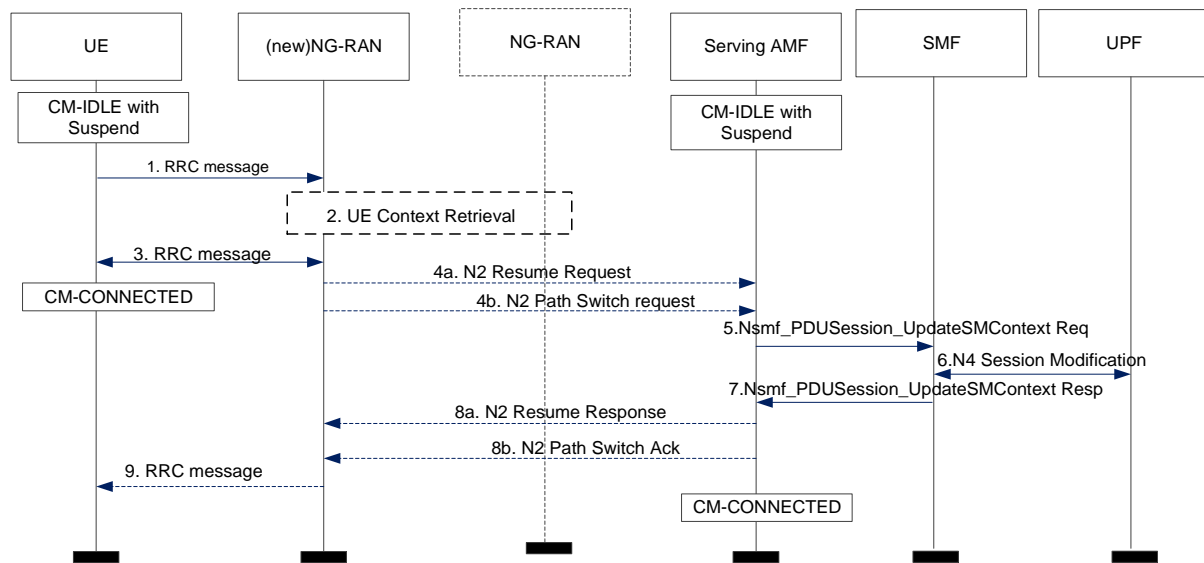 UE
(new)NG-RAN
NG-RAN
Serving AMF
SMF
UPF
CM-IDLE with
Suspend
CM-IDLE with
Suspend
1. RRC message
2. UE Context Retrieval
3. RRC message
4a. N2 Resume Request
CM-CONNECTED
4b. N2 Path Switch request
5.Nsmf_PDUSession_UpdateSMContext Req
6.N4 Session Modification
7.Nsmf_PDUSession_UpdateSMContext Resp
8a. N2 Resume Response
8b. N2 Path Switch Ack
9. RRC message
CM-CONNECTED